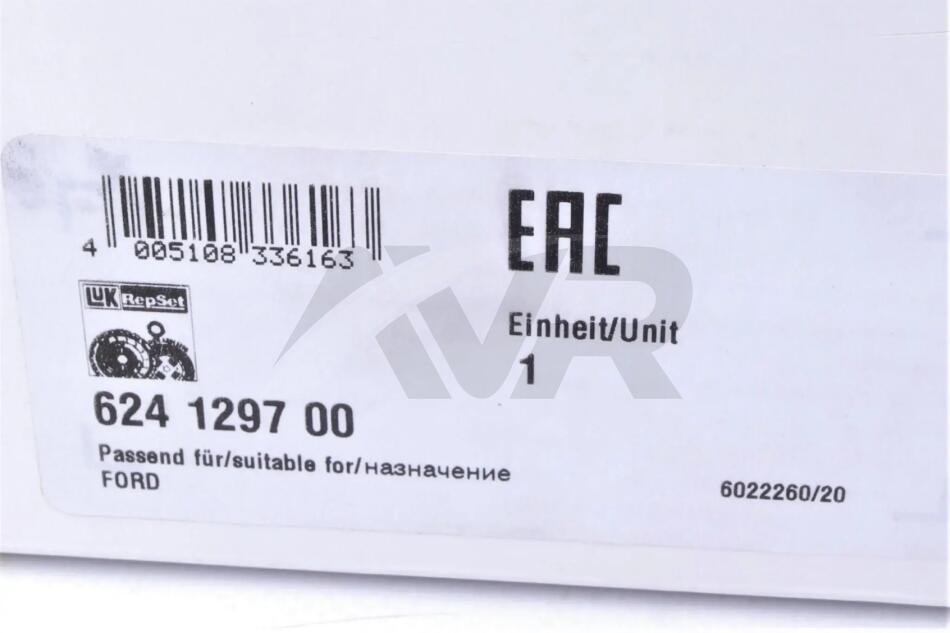 4 005108 336163
EAC
LUK RepSet
Einheit/Unit
1
624 1297 00
Passend für/suitable for/назначение
FORD
6022260/20
VR